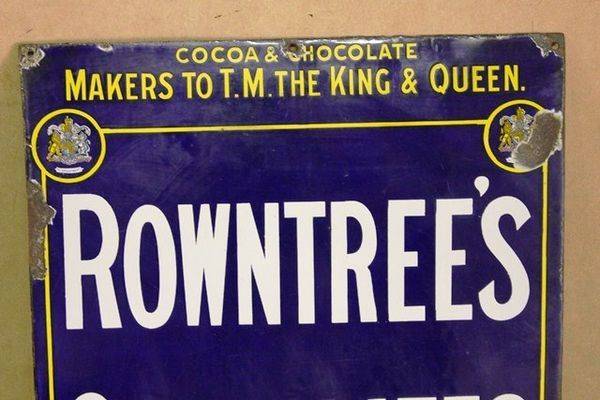 COCOA & CHOCOLATE
MAKERS TO T.M. THE KING & QUEEN.
ROWNTREE'S